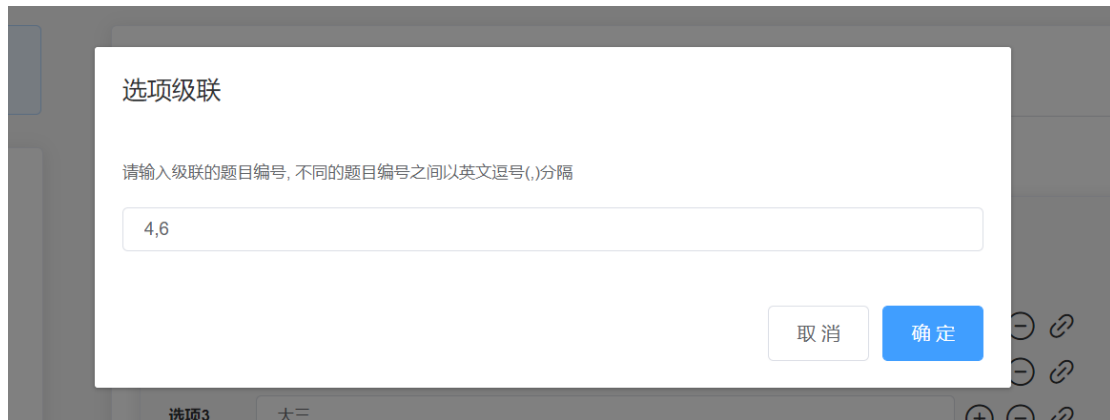 选项级联
请输入级联的题目编号, 不同的题目编号之间以英文逗号(,)分隔
4,6
取 消
确 定
选项3
大三